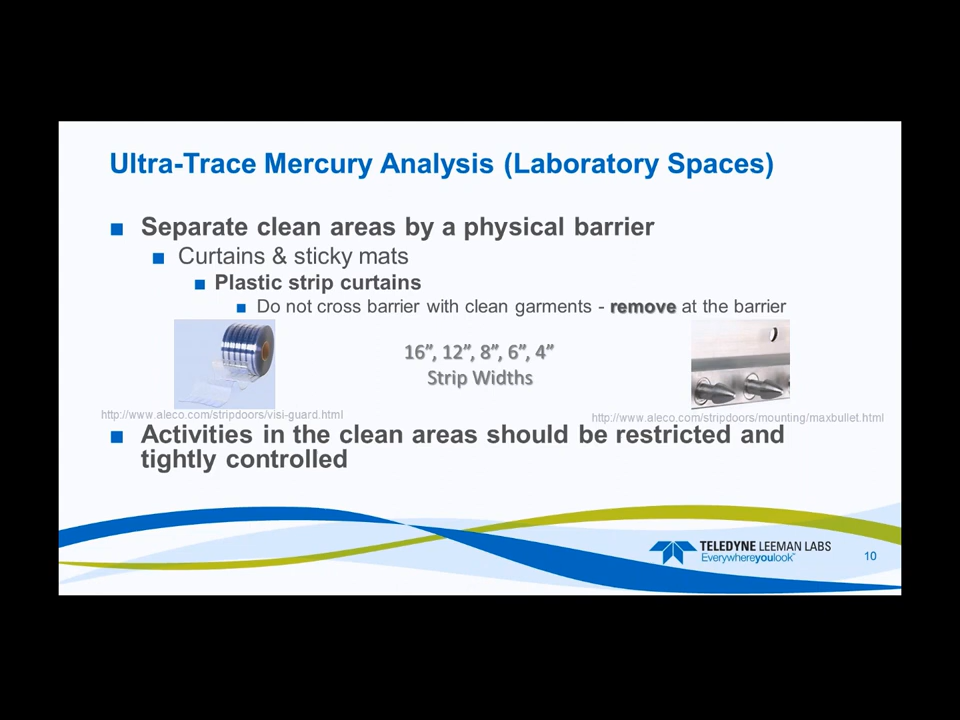 Ultra-Trace Mercury Analysis (Laboratory Spaces)
■ Separate clean areas by a physical barrier
■ Curtains & sticky mats
■ Plastic strip curtains
■ Do not cross barrier with clean garments - remove at the barrier
16”, 12”, 8”, 6”, 4”
Strip Widths
http://www.aleco.com/stripdoors/visi-guard.html
http://www.aleco.com/stripdoors/mounting/maxbullet.html
■ Activities in the clean areas should be restricted and
tightly controlled
TELEDYNE LEEMAN LABS
Everywhereyoulook™
10